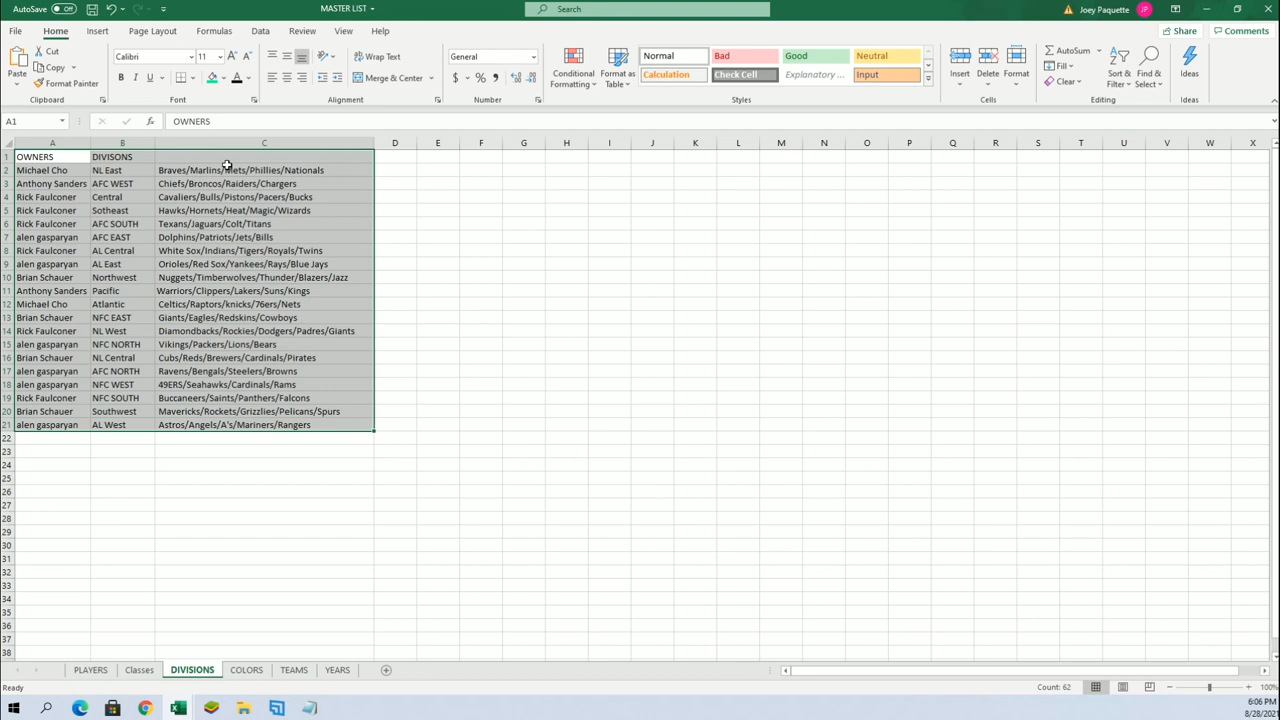 AutoSave Off MASTER LIST Search Joey Paquette JP
File Home Insert Page Layout Formulas Data Review View Help Share Comments
Cut Calibri 11 Wrap Text General Normal Bad Good Neutral AutoSum
Copy Fill
Paste Format Painter Merge & Center Conditional Formatting Format as Table Calculation Check Cell Explanatory ... Input Insert Delete Format Clear Sort & Filter Find & Select Ideas
Clipboard Font Alignment Number Styles Cells Editing Ideas
A1 OWNERS
A B C D E F G H I J K L M N O P Q R S T U V W X
1 OWNERS DIVISONS
2 Michael Cho NL East Braves/Marlins/Mets/Phillies/Nationals
3 Anthony Sanders AFC WEST Chiefs/Broncos/Raiders/Chargers
4 Rick Faulconer Central Cavaliers/Bulls/Pistons/Pacers/Bucks
5 Rick Faulconer Sotheast Hawks/Hornets/Heat/Magic/Wizards
6 Rick Faulconer AFC SOUTH Texans/Jaguars/Colt/Titans
7 alen gasparyan AFC EAST Dolphins/Patriots/Jets/Bills
8 Rick Faulconer AL Central White Sox/Indians/Tigers/Royals/Twins
9 alen gasparyan AL East Orioles/Red Sox/Yankees/Rays/Blue Jays
10 Brian Schauer Northwest Nuggets/Timberwolves/Thunder/Blazers/Jazz
11 Anthony Sanders Pacific Warriors/Clippers/Lakers/Suns/Kings
12 Michael Cho Atlantic Celtics/Raptors/knicks/76ers/Nets
13 Brian Schauer NFC EAST Giants/Eagles/Redskins/Cowboys
14 Rick Faulconer NL West Diamondbacks/Rockies/Dodgers/Padres/Giants
15 alen gasparyan NFC NORTH Vikings/Packers/Lions/Bears
16 Brian Schauer NL Central Cubs/Reds/Brewers/Cardinals/Pirates
17 alen gasparyan AFC NORTH Ravens/Bengals/Steelers/Browns
18 alen gasparyan NFC WEST 49ERS/Seahawks/Cardinals/Rams
19 Rick Faulconer NFC SOUTH Buccaneers/Saints/Panthers/Falcons
20 Brian Schauer Southwest Mavericks/Rockets/Grizzlies/Pelicans/Spurs
21 alen gasparyan AL West Astros/Angels/A's/Mariners/Rangers
22
23
24
25
26
27
28
29
30
31
32
33
34
35
36
37
38
PLAYERS Classes DIVISIONS COLORS TEAMS YEARS
Ready Count: 62 100%
6:06 PM